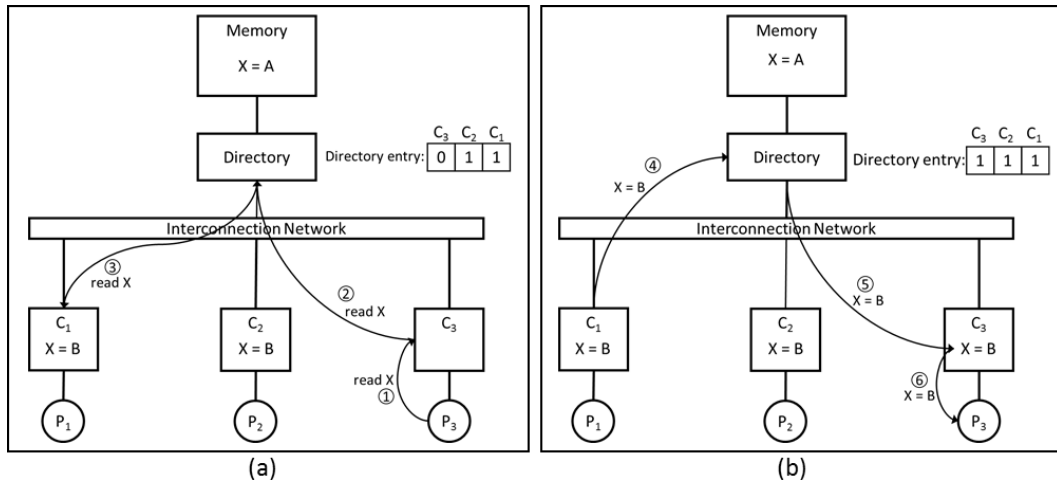 Memory
X = A
C3 C2 C1
Directory
Directory entry: 0 1 1
Interconnection Network
③
read X
②
read X
C1
X = B
C2
X = B
C3
read X
①
P1
P2
P3
(a)
Memory
X = A
C3 C2 C1
④
X = B
Directory
Directory entry: 1 1 1
Interconnection Network
⑤
X = B
C1
X = B
C2
X = B
C3
X = B
⑥
X = B
P1
P2
P3
(b)